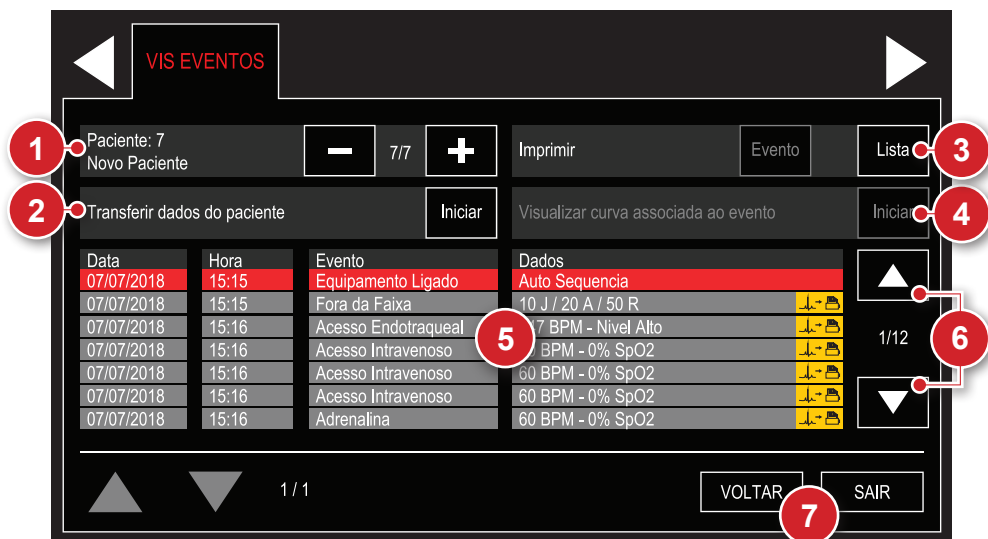 VIS EVENTOS
1
Paciente: 7
Novo Paciente
7/7
Imprimir
Evento
Lista
3
2
Transferir dados do paciente
Iniciar
Visualizar curva associada ao evento
Iniciar
4
Data Hora Evento Dados
07/07/2018 15:15 Equipamento Ligado Auto Sequencia
07/07/2018 15:15 Fora da Faixa 10 J / 20 A / 50 R
07/07/2018 15:16 Acesso Endotraqueal BPM - Nivel Alto
07/07/2018 15:16 Acesso Intravenoso BPM - 0% SpO2
07/07/2018 15:16 Acesso Intravenoso 60 BPM - 0% SpO2
07/07/2018 15:16 Acesso Intravenoso 60 BPM - 0% SpO2
07/07/2018 15:16 Adrenalina 60 BPM - 0% SpO2
5
1/12
6
1 / 1
VOLTAR
SAIR
7